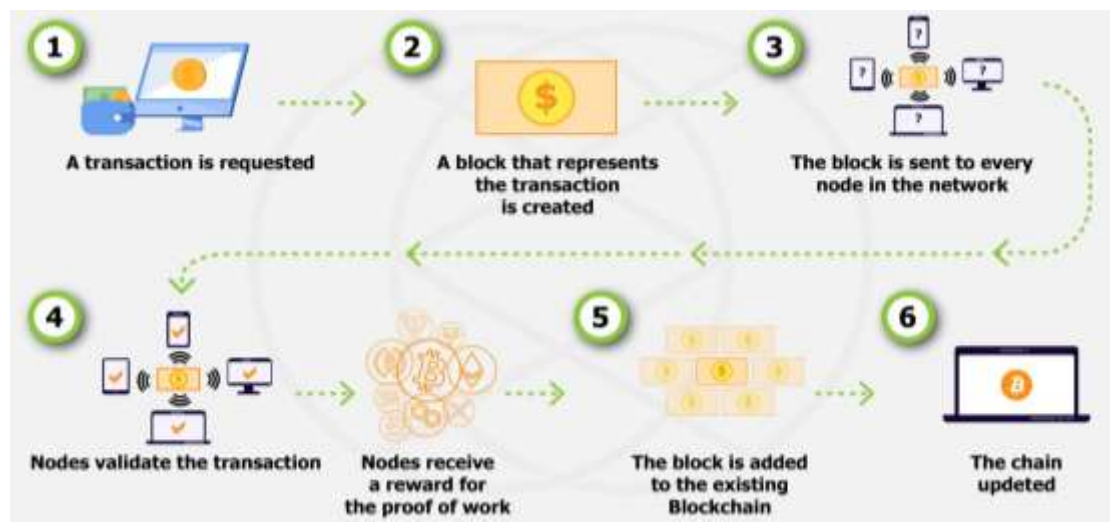 1
A transaction is requested
2
A block that represents
the transaction
is created
3
The block is sent to every
node in the network
4
Nodes validate the transaction
Nodes receive
a reward for
the proof of work
5
The block is added
to the existing
Blockchain
6
The chain
updeted